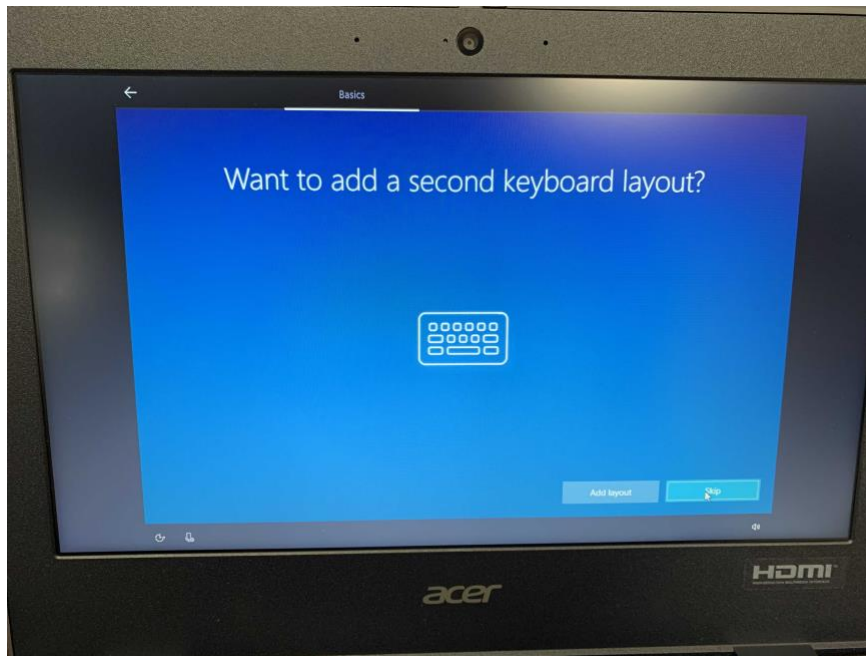 Basics
Want to add a second keyboard layout?
Add layout
Skip
HDMI
acer